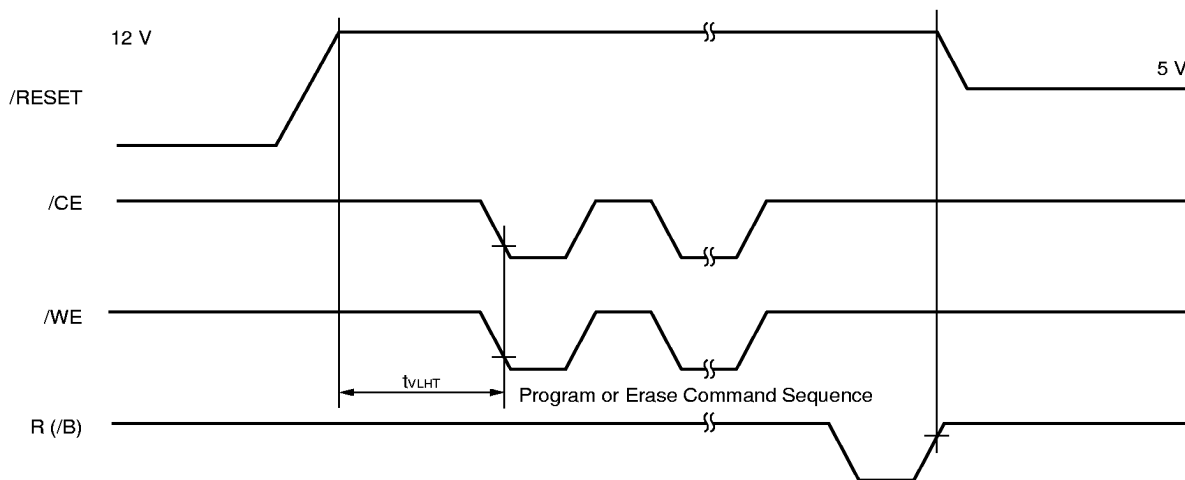 12 V
5 V
/RESET
/CE
/WE
tVLHT
Program or Erase Command Sequence
R (/B)